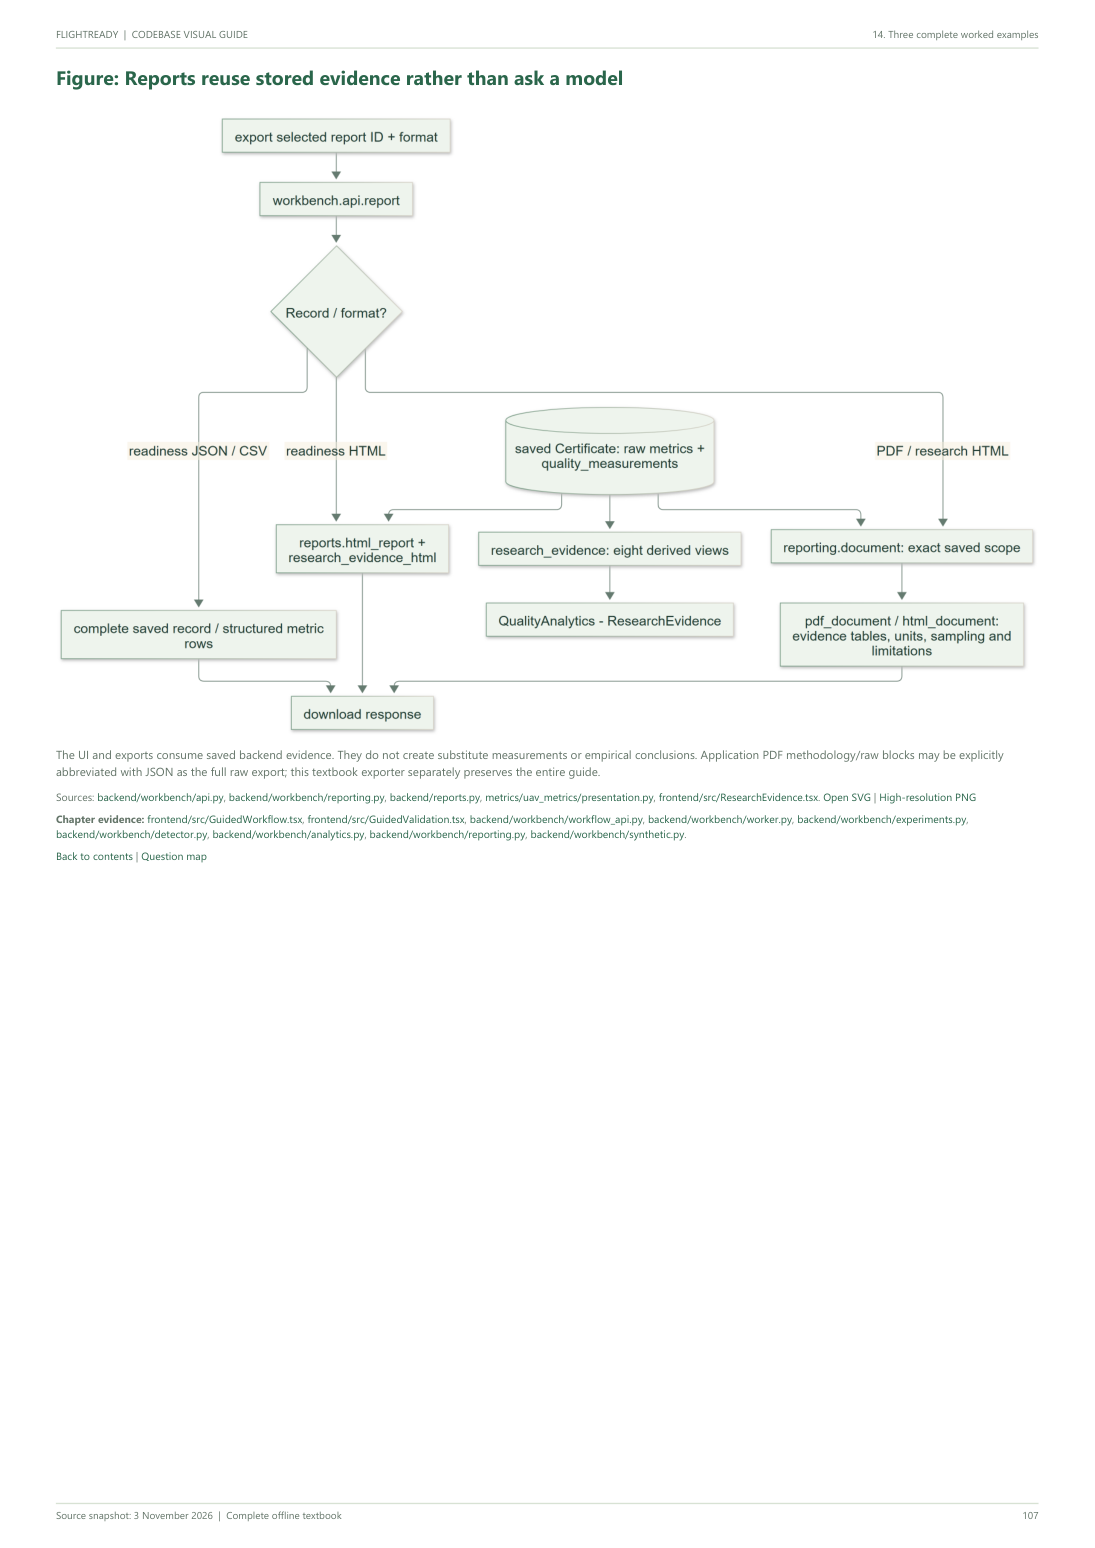 FLIGHTREADY | CODEBASE VISUAL GUIDE
14. Three complete worked examples
Figure: Reports reuse stored evidence rather than ask a model
export selected report ID + format
workbench.api.report
Record / format?
readiness JSON / CSV
readiness HTML
saved Certificate: raw metrics +
quality_measurements
PDF / research HTML
reports.html_report +
research_evidence_html
research_evidence: eight derived views
reporting.document: exact saved scope
complete saved record / structured metric
rows
QualityAnalytics - ResearchEvidence
pdf_document / html_document:
evidence tables, units, sampling and
limitations
download response
The UI and exports consume saved backend evidence. They do not create substitute measurements or empirical conclusions. Application PDF methodology/raw blocks may be explicitly
abbreviated with JSON as the full raw export; this textbook exporter separately preserves the entire guide.
Sources: backend/workbench/api.py, backend/workbench/reporting.py, backend/reports.py, metrics/uav_metrics/presentation.py, frontend/src/ResearchEvidence.tsx. Open SVG | High-resolution PNG
Chapter evidence: frontend/src/GuidedWorkflow.tsx, frontend/src/GuidedValidation.tsx, backend/workbench/workflow_api.py, backend/workbench/worker.py, backend/workbench/experiments.py,
backend/workbench/detector.py, backend/workbench/analytics.py, backend/workbench/reporting.py, backend/workbench/synthetic.py.
Back to contents | Question map
Source snapshot: 3 November 2026 | Complete offline textbook
107